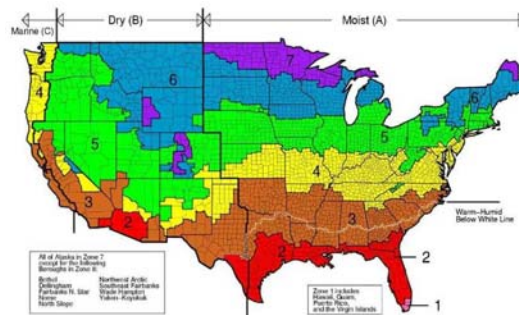 Marine (C)
Dry (B)
Moist (A)
7
6
6
4
5
5
4
3
3
2
2
Warm-Humid
Below White Line
2
1
All of Alaska in Zone 7
except for the following
Boroughs in Zone 8:
Bethel
Dellingham
Fairbanks N. Star
Nome
North Slope
Northwest Arctic
Southeast Fairbanks
Wade Hampton
Yukon-Koyukuk
Zone 1 includes
Hawaii, Guam,
Puerto Rico,
and the Virgin Islands